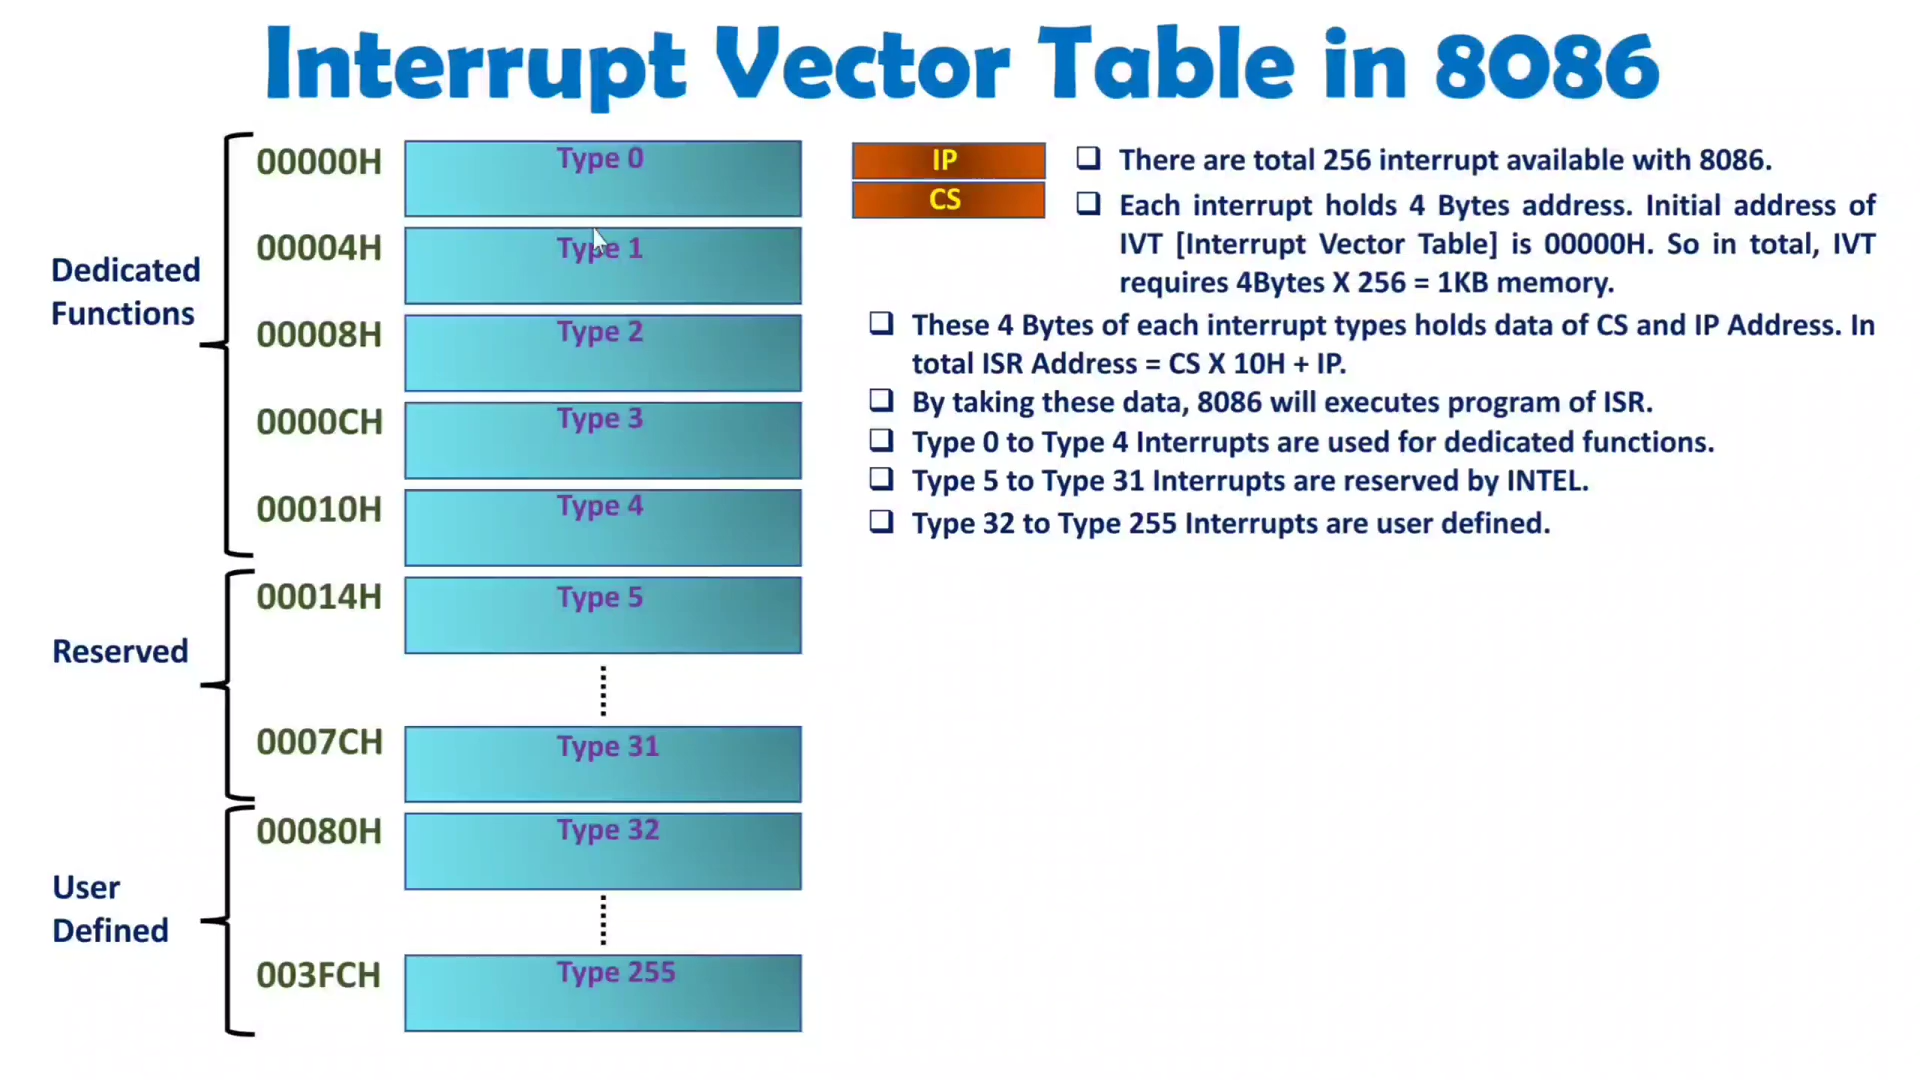 Interrupt Vector Table in 8086
Dedicated
Functions
00000H Type 0
00004H Type 1
00008H Type 2
0000CH Type 3
00010H Type 4
Reserved
00014H Type 5
0007CH Type 31
User
Defined
00080H Type 32
003FCH Type 255
IP
CS
There are total 256 interrupt available with 8086.
Each interrupt holds 4 Bytes address. Initial address of
IVT [Interrupt Vector Table] is 00000H. So in total, IVT
requires 4Bytes X 256 = 1KB memory.
These 4 Bytes of each interrupt types holds data of CS and IP Address. In
total ISR Address = CS X 10H + IP.
By taking these data, 8086 will executes program of ISR.
Type 0 to Type 4 Interrupts are used for dedicated functions.
Type 5 to Type 31 Interrupts are reserved by INTEL.
Type 32 to Type 255 Interrupts are user defined.